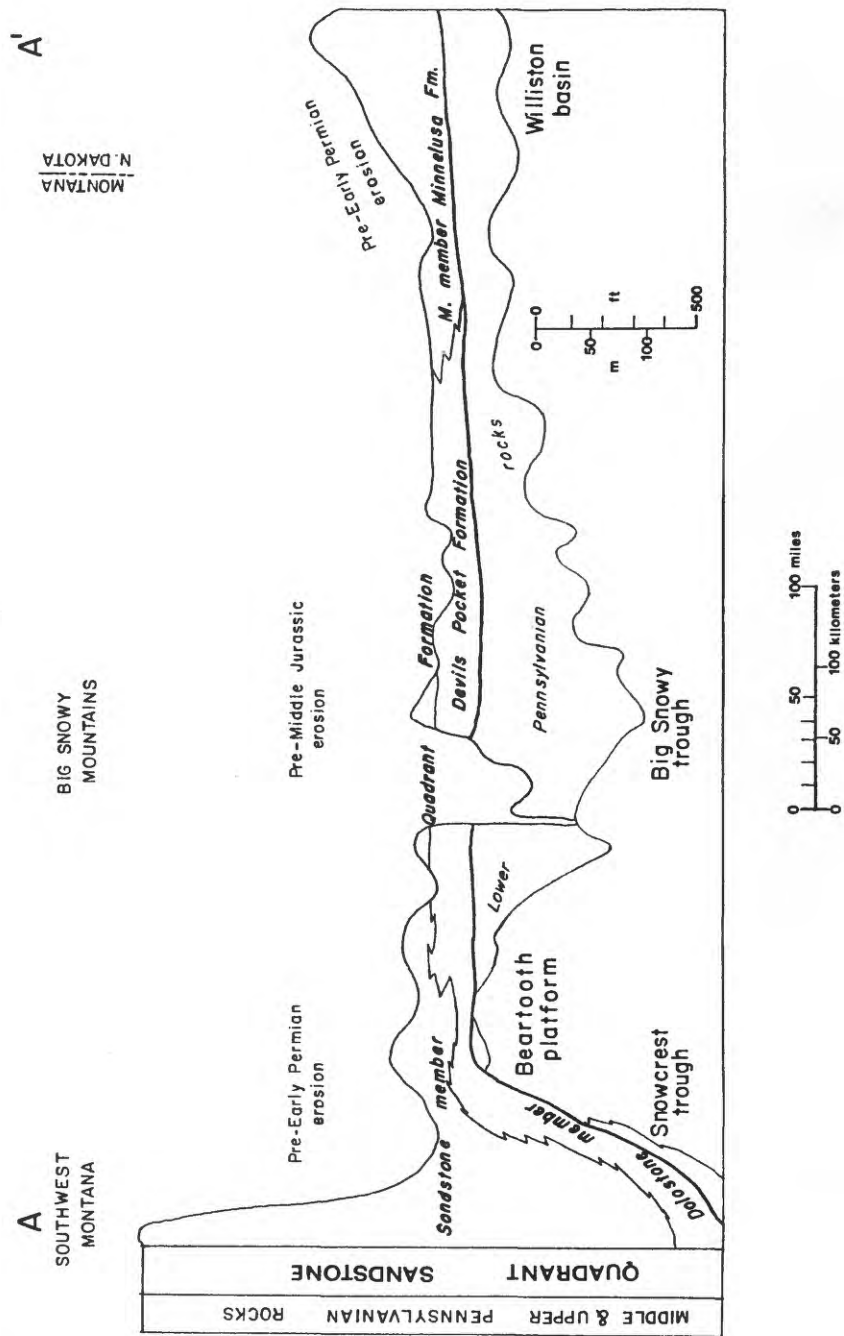 A
SOUTHWEST
MONTANA
BIG SNOWY
MOUNTAINS
MONTANA
N. DAKOTA
A'
Pre-Early Permian
erosion
Pre-Middle Jurassic
erosion
Pre-Early Permian
erosion
MIDDLE & UPPER PENNSYLVANIAN ROCKS
QUADRANT SANDSTONE
Sandstone member
Quadrant Formation
Devils Pocket Formation
M. member Minnelusa Fm.
Dolostone member
Lower Pennsylvanian rocks
Snowcrest
trough
Beartooth
platform
Big Snowy
trough
Williston
basin
0 0
50
m ft
100
500
0 50 100 miles
0 50 100 kilometers